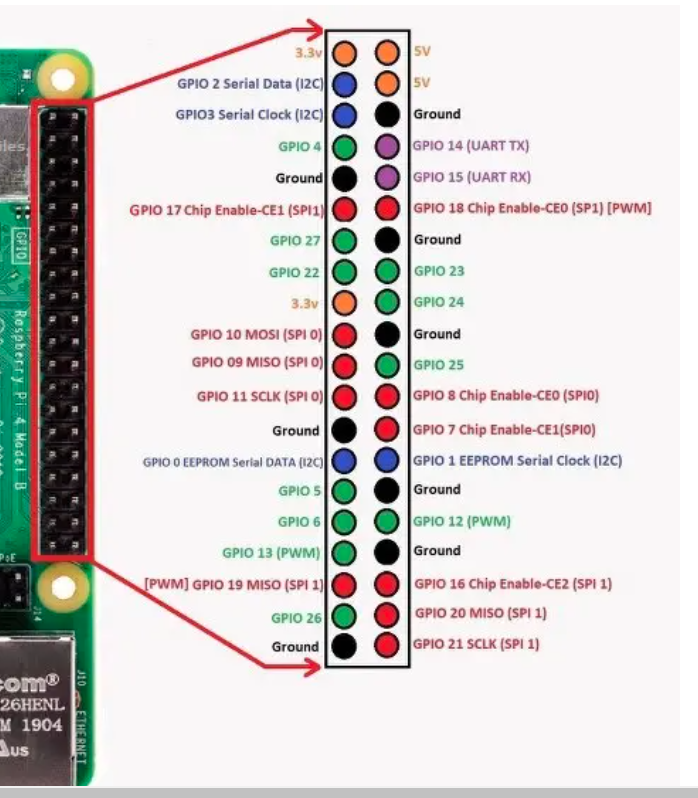 3.3v 5V
GPIO 2 Serial Data (I2C) 5V
GPIO3 Serial Clock (I2C) Ground
GPIO 4 GPIO 14 (UART TX)
Ground GPIO 15 (UART RX)
GPIO 17 Chip Enable-CE1 (SPI1) GPIO 18 Chip Enable-CE0 (SP1) [PWM]
GPIO 27 Ground
GPIO 22 GPIO 23
3.3v GPIO 24
GPIO 10 MOSI (SPI 0) Ground
GPIO 09 MISO (SPI 0) GPIO 25
GPIO 11 SCLK (SPI 0) GPIO 8 Chip Enable-CE0 (SPI0)
Ground GPIO 7 Chip Enable-CE1(SPI0)
GPIO 0 EEPROM Serial DATA (I2C) GPIO 1 EEPROM Serial Clock (I2C)
GPIO 5 Ground
GPIO 6 GPIO 12 (PWM)
GPIO 13 (PWM) Ground
[PWM] GPIO 19 MISO (SPI 1) GPIO 16 Chip Enable-CE2 (SPI 1)
GPIO 26 GPIO 20 MISO (SPI 1)
Ground GPIO 21 SCLK (SPI 1)
GPIO
Raspberry Pi 4 Model B
PoE
J14
com®
26HENL
M 1904
us
J10
ETHERNET